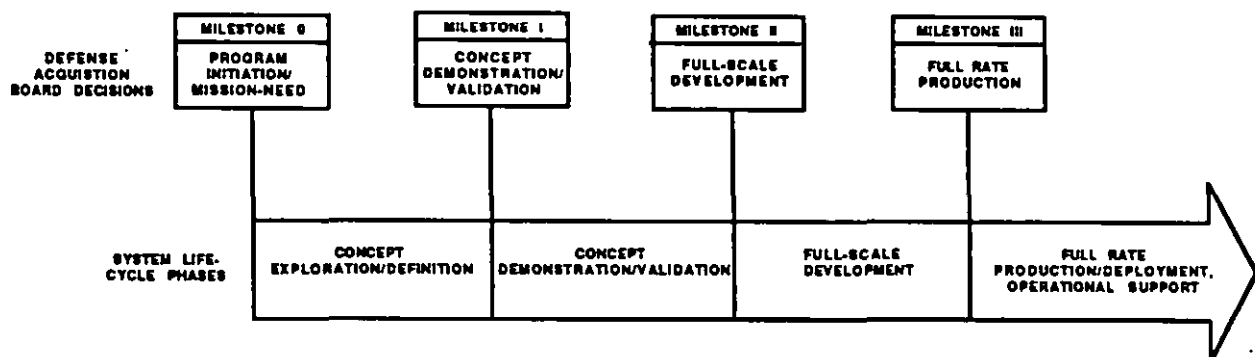 MILESTONE 0
MILESTONE I
MILESTONE II
MILESTONE III
DEFENSE
ACQUISTION
BOARD DECISIONS
PROGRAM
INITIATION/
MISSION-NEED
CONCEPT
DEMONSTRATION/
VALIDATION
FULL-SCALE
DEVELOPMENT
FULL RATE
PRODUCTION
SYSTEM LIFE-
CYCLE PHASES
CONCEPT
EXPLORATION/DEFINITION
CONCEPT
DEMONSTRATION/VALIDATION
FULL-SCALE
DEVELOPMENT
FULL RATE
PRODUCTION/DEPLOYMENT,
OPERATIONAL SUPPORT